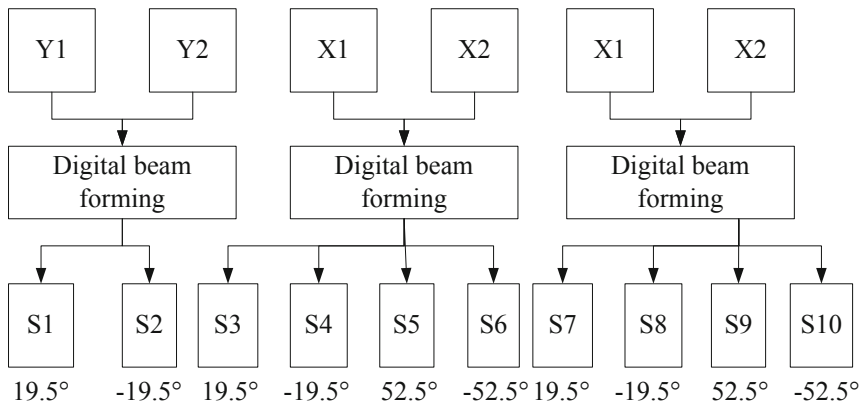 Y1 Y2 X1 X2 X1 X2
Digital beam forming
Digital beam forming
Digital beam forming
S1 S2 S3 S4 S5 S6 S7 S8 S9 S10
19.5° -19.5° 19.5° -19.5° 52.5° -52.5° 19.5° -19.5° 52.5° -52.5°